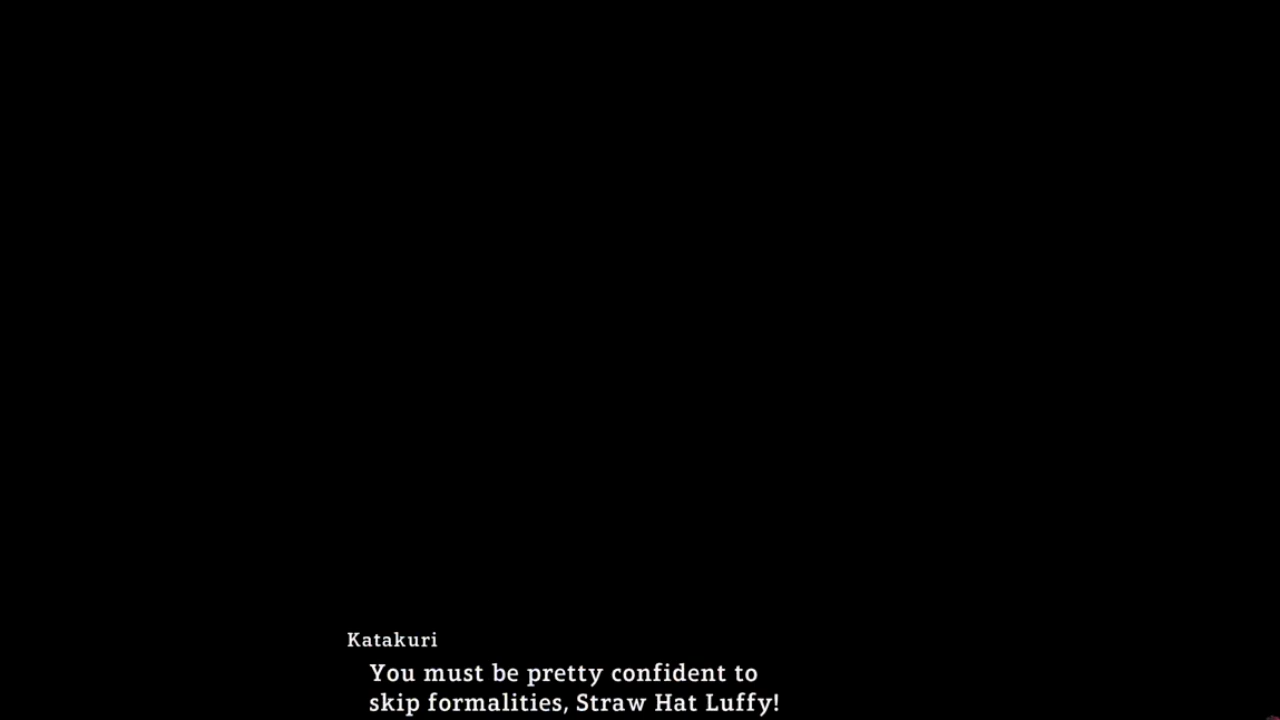 Katakuri
You must be pretty confident to
skip formalities, Straw Hat Luffy!